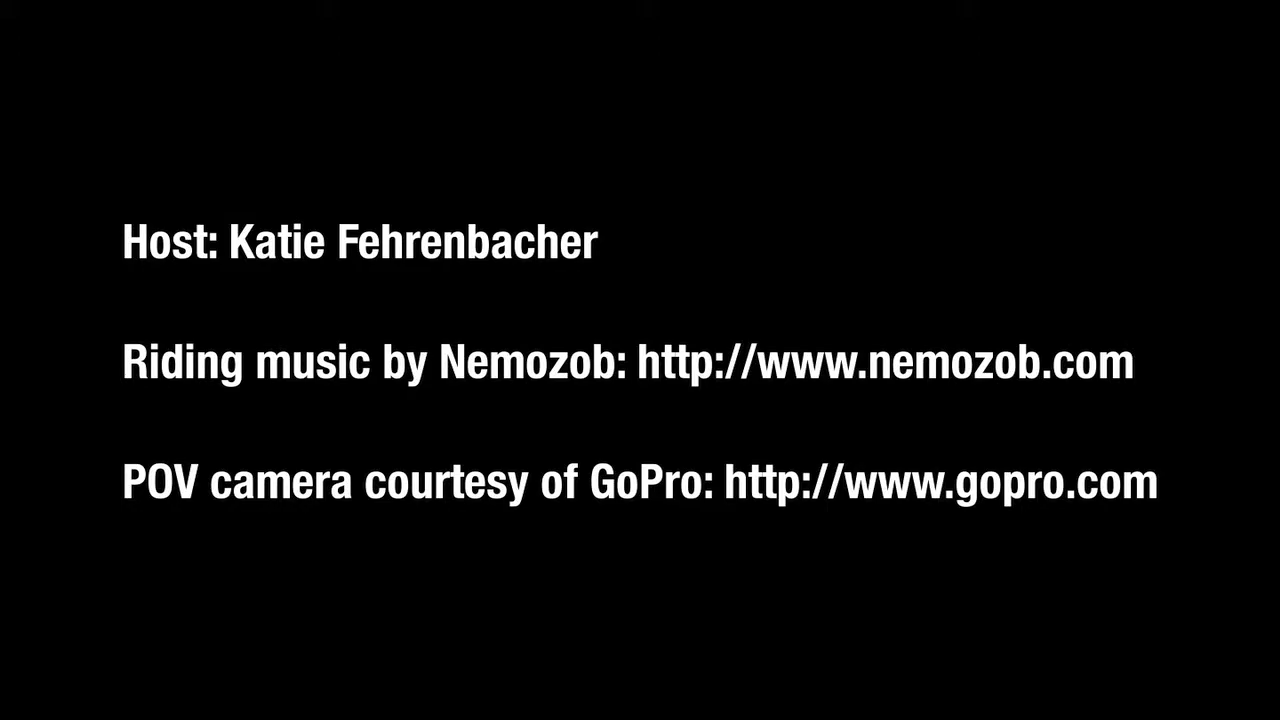 Host: Katie Fehrenbacher
Riding music by Nemozob: http://www.nemozob.com
POV camera courtesy of GoPro: http://www.gopro.com